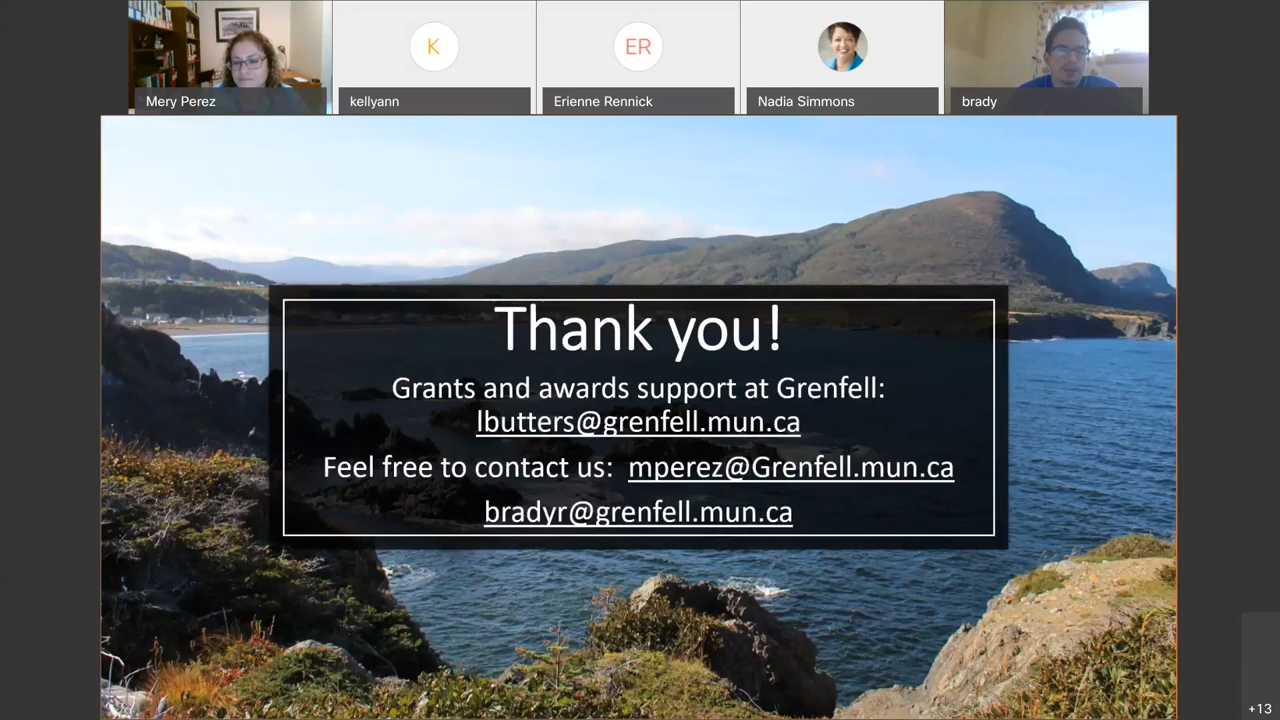 Mery Perez
K
kellyann
ER
Erienne Rennick
Nadia Simmons
brady
Thank you!
Grants and awards support at Grenfell:
lbutters@grenfell.mun.ca
Feel free to contact us: mperez@Grenfell.mun.ca
bradyr@grenfell.mun.ca
+13